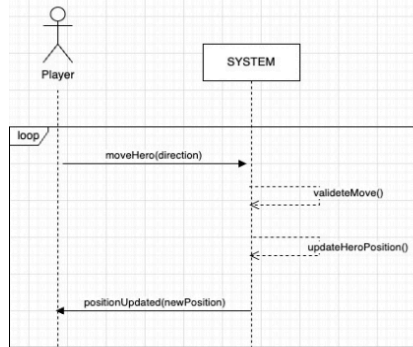 Player
SYSTEM
loop
moveHero(direction)
valideteMove()
updateHeroPosition()
positionUpdated(newPosition)